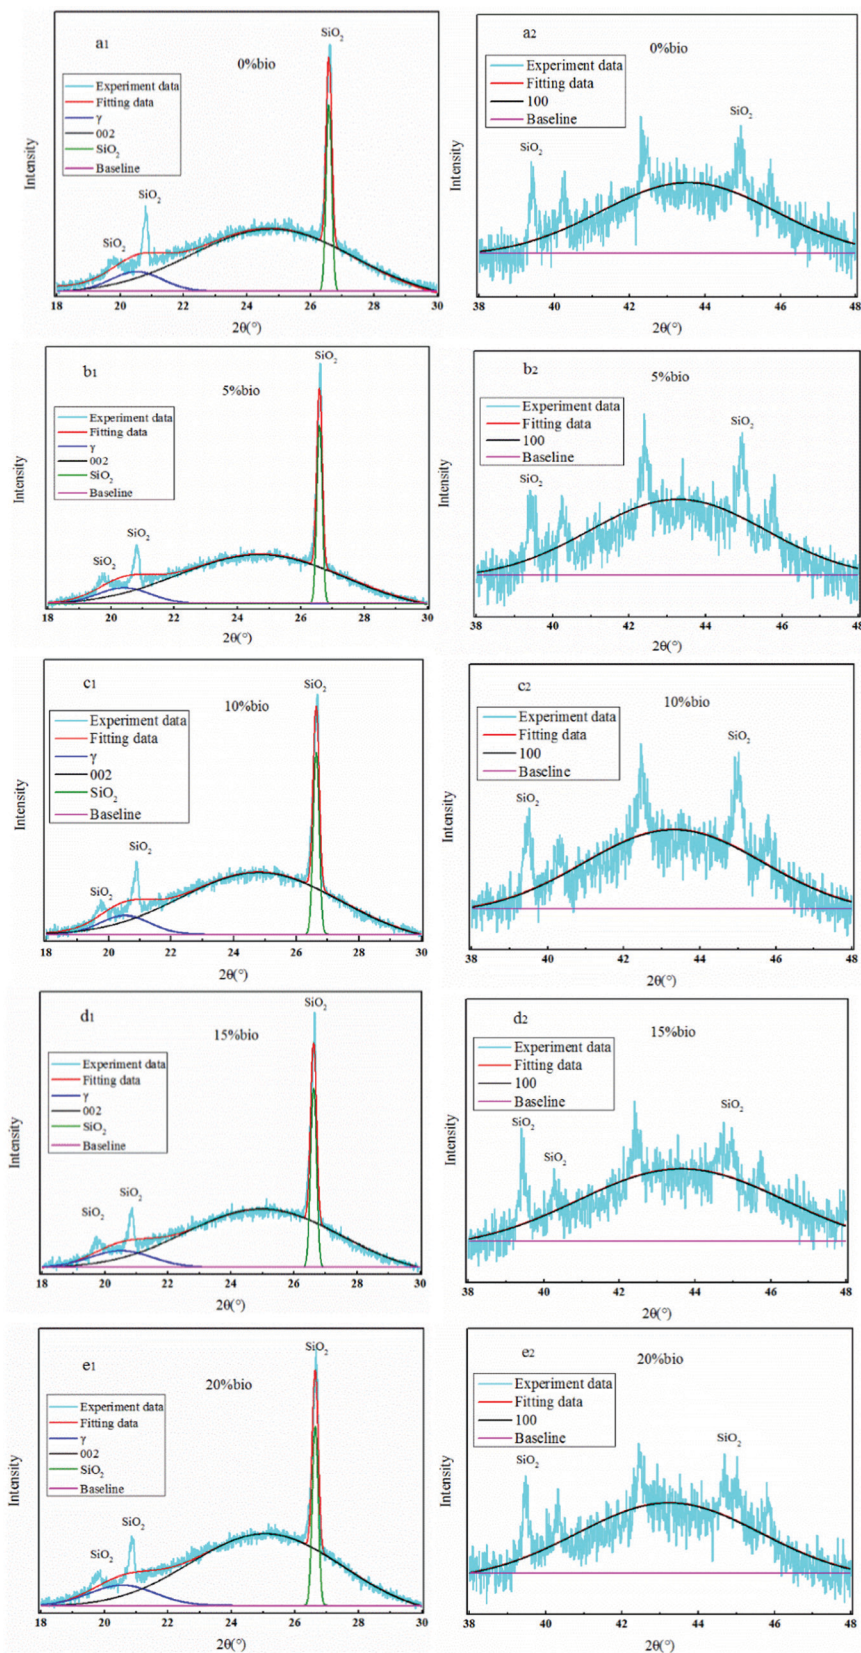 a1
0%bio
SiO2
Experiment data
Fitting data
γ
002
SiO2
Baseline
SiO2
SiO2
Intensity
18 20 22 24 26 28 30
2θ(°)
a2
0%bio
Experiment data
Fitting data
100
Baseline
SiO2
SiO2
Intensity
38 40 42 44 46 48
2θ(°)
b1
5%bio
SiO2
Experiment data
Fitting data
γ
002
SiO2
Baseline
SiO2
SiO2
Intensity
18 20 22 24 26 28 30
2θ(°)
b2
5%bio
Experiment data
Fitting data
100
Baseline
SiO2
SiO2
Intensity
38 40 42 44 46 48
2θ(°)
c1
10%bio
SiO2
Experiment data
Fitting data
γ
002
SiO2
Baseline
SiO2
SiO2
Intensity
18 20 22 24 26 28 30
2θ(°)
c2
10%bio
Experiment data
Fitting data
100
Baseline
SiO2
SiO2
Intensity
38 40 42 44 46 48
2θ(°)
d1
15%bio
SiO2
Experiment data
Fitting data
γ
002
SiO2
Baseline
SiO2
SiO2
Intensity
18 20 22 24 26 28 30
2θ(°)
d2
15%bio
Experiment data
Fitting data
100
Baseline
SiO2
SiO2
SiO2
Intensity
38 40 42 44 46 48
2θ(°)
e1
20%bio
SiO2
Experiment data
Fitting data
γ
002
SiO2
Baseline
SiO2
SiO2
Intensity
18 20 22 24 26 28 30
2θ(°)
e2
20%bio
Experiment data
Fitting data
100
Baseline
SiO2
SiO2
Intensity
38 40 42 44 46 48
2θ(°)